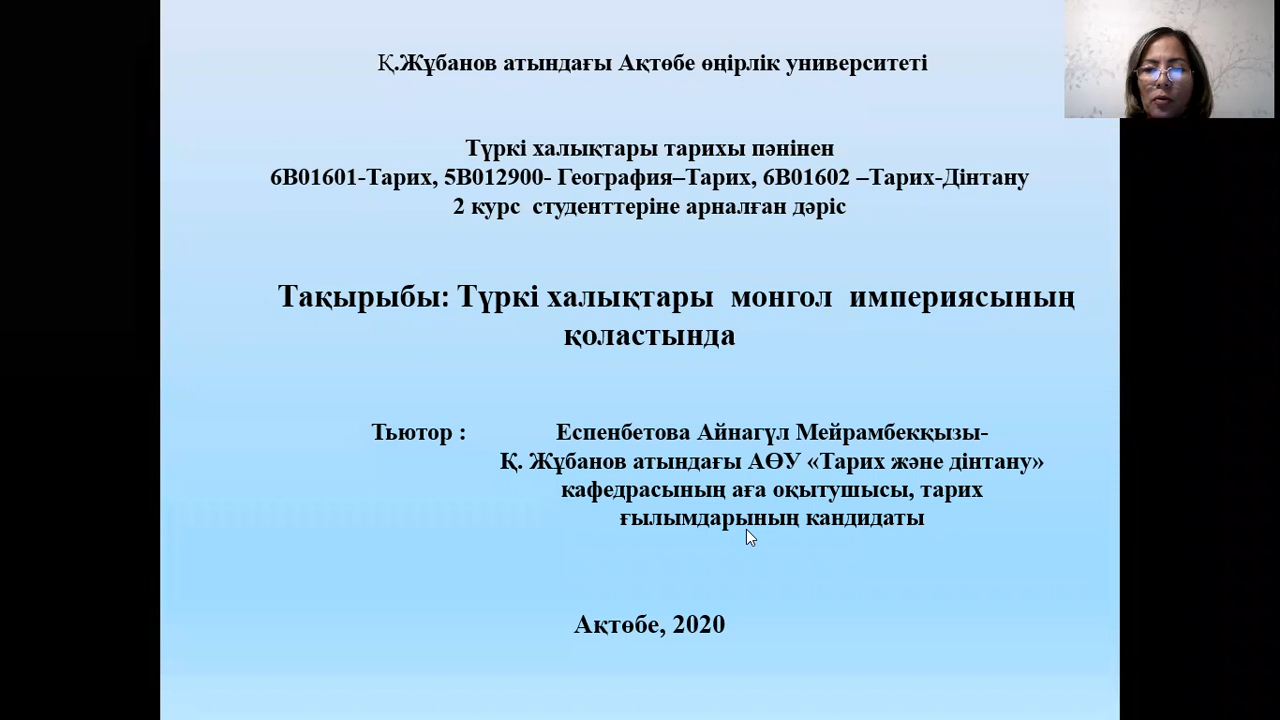 Қ.Жұбанов атындағы Ақтөбе өңірлік университеті
Түркі халықтары тарихы пәнінен
6В01601-Тарих, 5В012900- География–Тарих, 6В01602 –Тарих-Дінтану
2 курс студенттеріне арналған дәріс
Тақырыбы: Түркі халықтары монгол империясының
қоластында
Тьютор : Еспенбетова Айнагүл Мейрамбекқызы-
Қ. Жұбанов атындағы АӨУ «Тарих және дінтану»
кафедрасының аға оқытушысы, тарих
ғылымдарының кандидаты
Ақтөбе, 2020